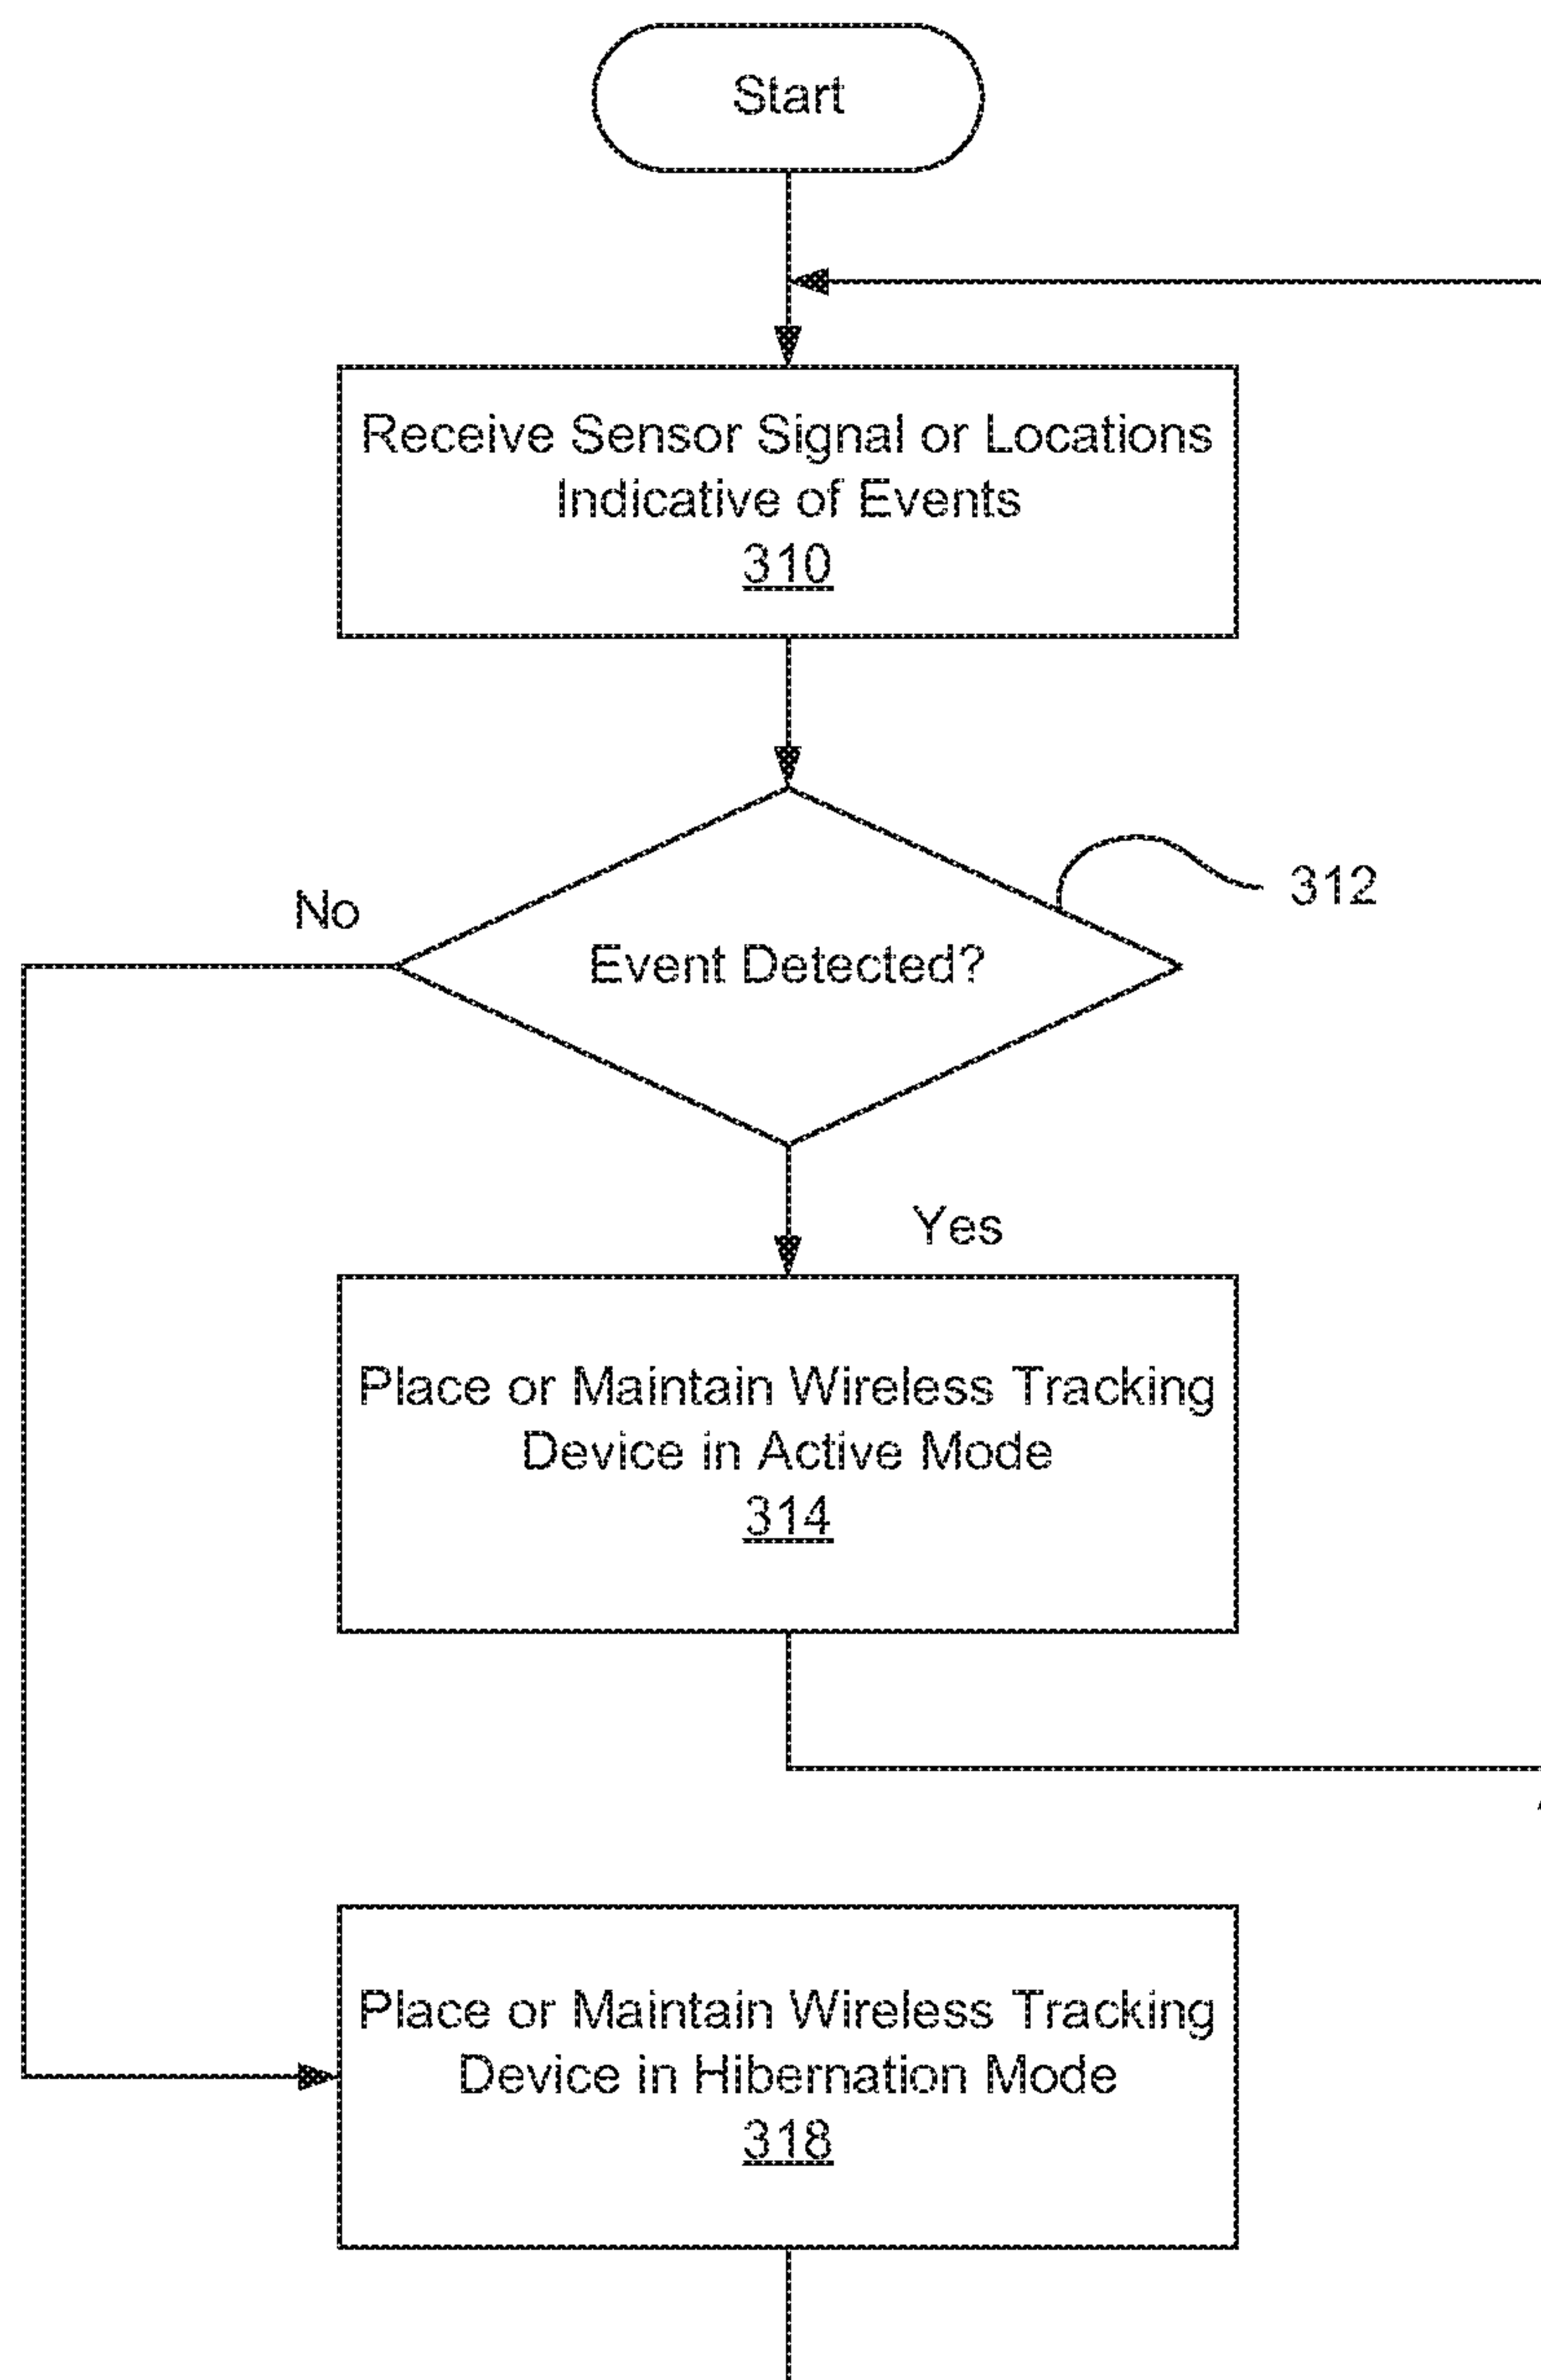 Start
Receive Sensor Signal or Locations
Indicative of Events
310
312
No
Event Detected?
Yes
Place or Maintain Wireless Tracking
Device in Active Mode
314
Place or Maintain Wireless Tracking
Device in Hibernation Mode
318